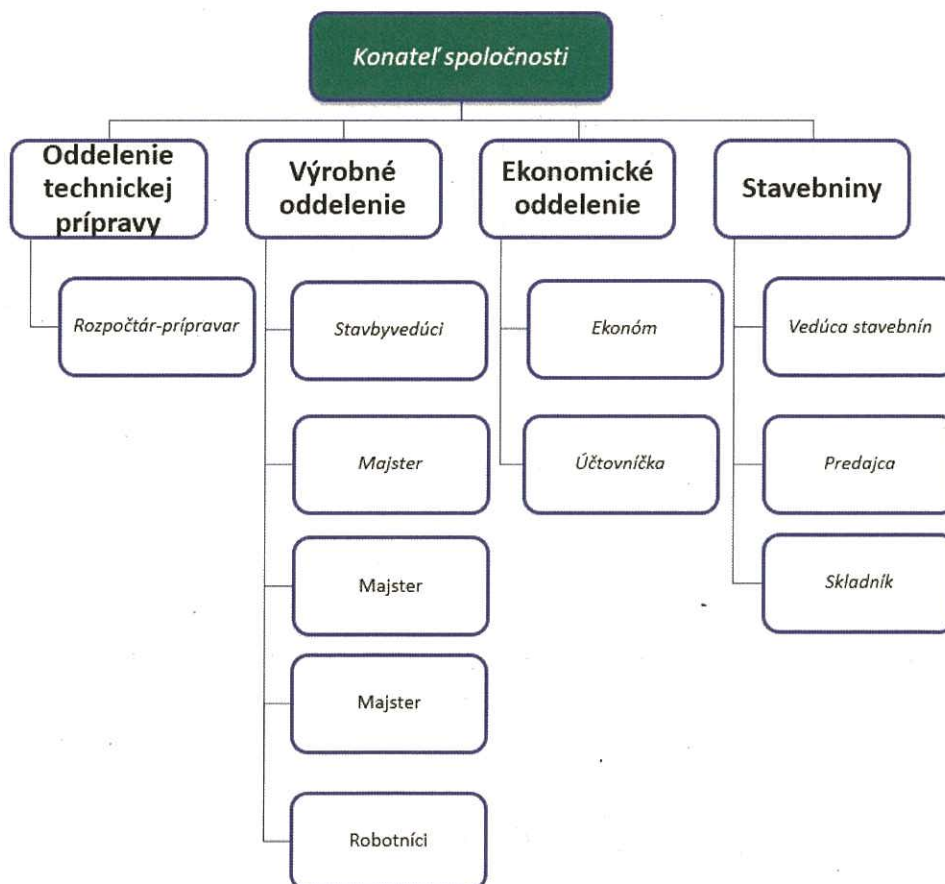 Konateľ spoločnosti
Oddelenie
technickej
prípravy
Výrobné
oddelenie
Ekonomické
oddelenie
Stavebniny
Rozpočtár-prípravar
Stavbyvedúci
Ekonóm
Vedúca stavebnín
Majster
Účtovníčka
Predajca
Majster
Skladník
Majster
Robotníci